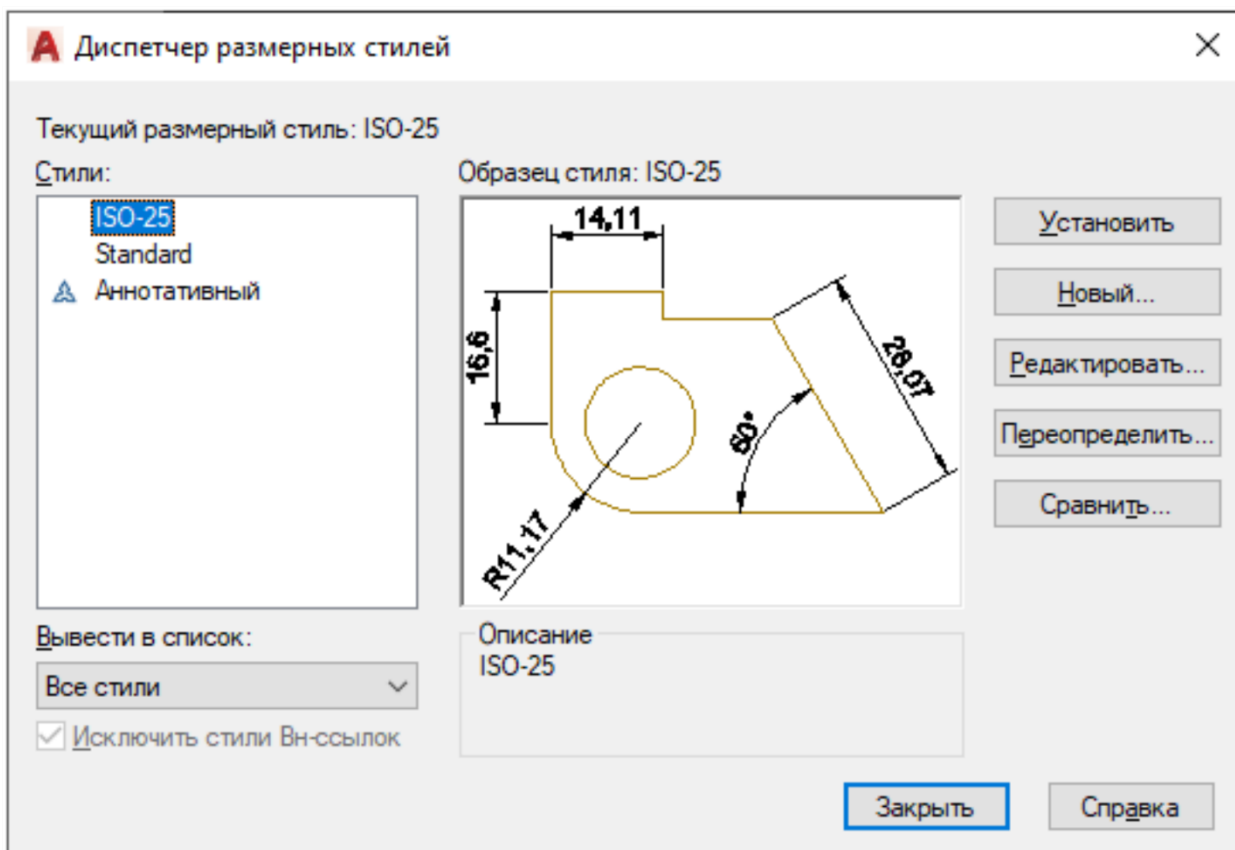 Диспетчер размерных стилей
Текущий размерный стиль: ISO-25
Стили:
Образец стиля: ISO-25
ISO-25
Standard
Аннотативный
14,11
16,6
28,07
60°
R11,17
Установить
Новый...
Редактировать...
Переопределить...
Сравнить...
Вывести в список:
Все стили
Исключить стили Вн-ссылок
Описание
ISO-25
Закрыть
Справка